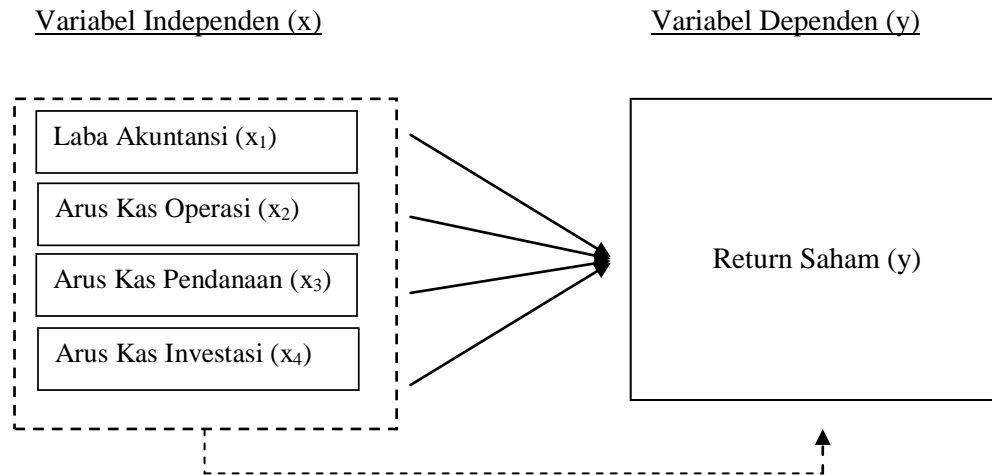 Variabel Independen (x)
Variabel Dependen (y)
Laba Akuntansi (x₁)
Arus Kas Operasi (x₂)
Arus Kas Pendanaan (x₃)
Arus Kas Investasi (x₄)
Return Saham (y)